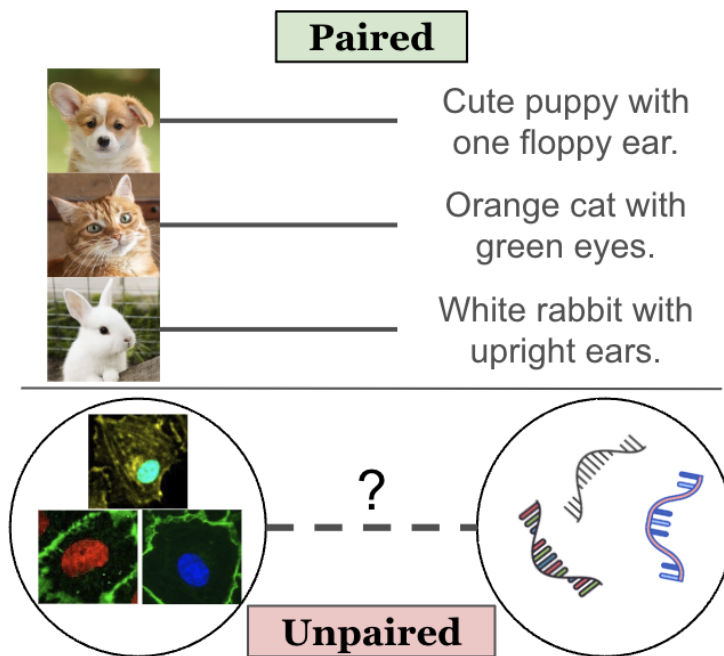 Paired
Cute puppy with
one floppy ear.
Orange cat with
green eyes.
White rabbit with
upright ears.
?
Unpaired